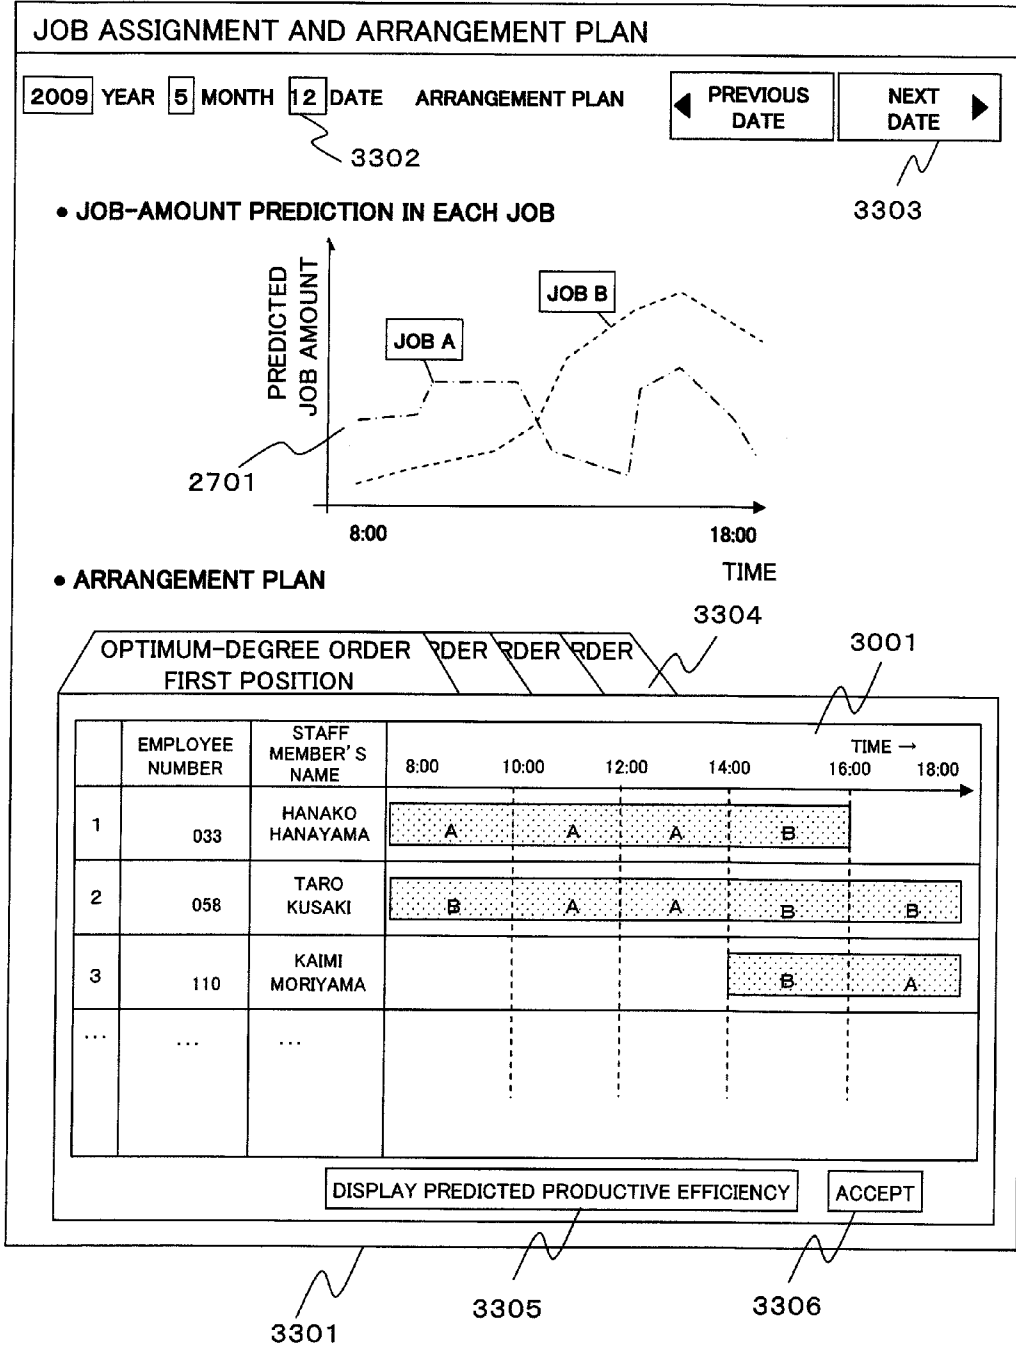 JOB ASSIGNMENT AND ARRANGEMENT PLAN
2009 YEAR 5 MONTH 12 DATE ARRANGEMENT PLAN
PREVIOUS
DATE
NEXT
DATE
3302
3303
• JOB-AMOUNT PREDICTION IN EACH JOB
PREDICTED
JOB AMOUNT
JOB A
JOB B
2701
8:00
18:00
TIME
• ARRANGEMENT PLAN
3304
3001
OPTIMUM-DEGREE ORDER
FIRST POSITION
RDER
RDER
RDER
EMPLOYEE
NUMBER
STAFF
MEMBER'S
NAME
TIME →
8:00 10:00 12:00 14:00 16:00 18:00
1 033 HANAKO
HANAYAMA
A A A B
2 058 TARO
KUSAKI
B A A B B
3 110 KAIMI
MORIYAMA
B A
... ... ...
DISPLAY PREDICTED PRODUCTIVE EFFICIENCY
ACCEPT
3301
3305
3306